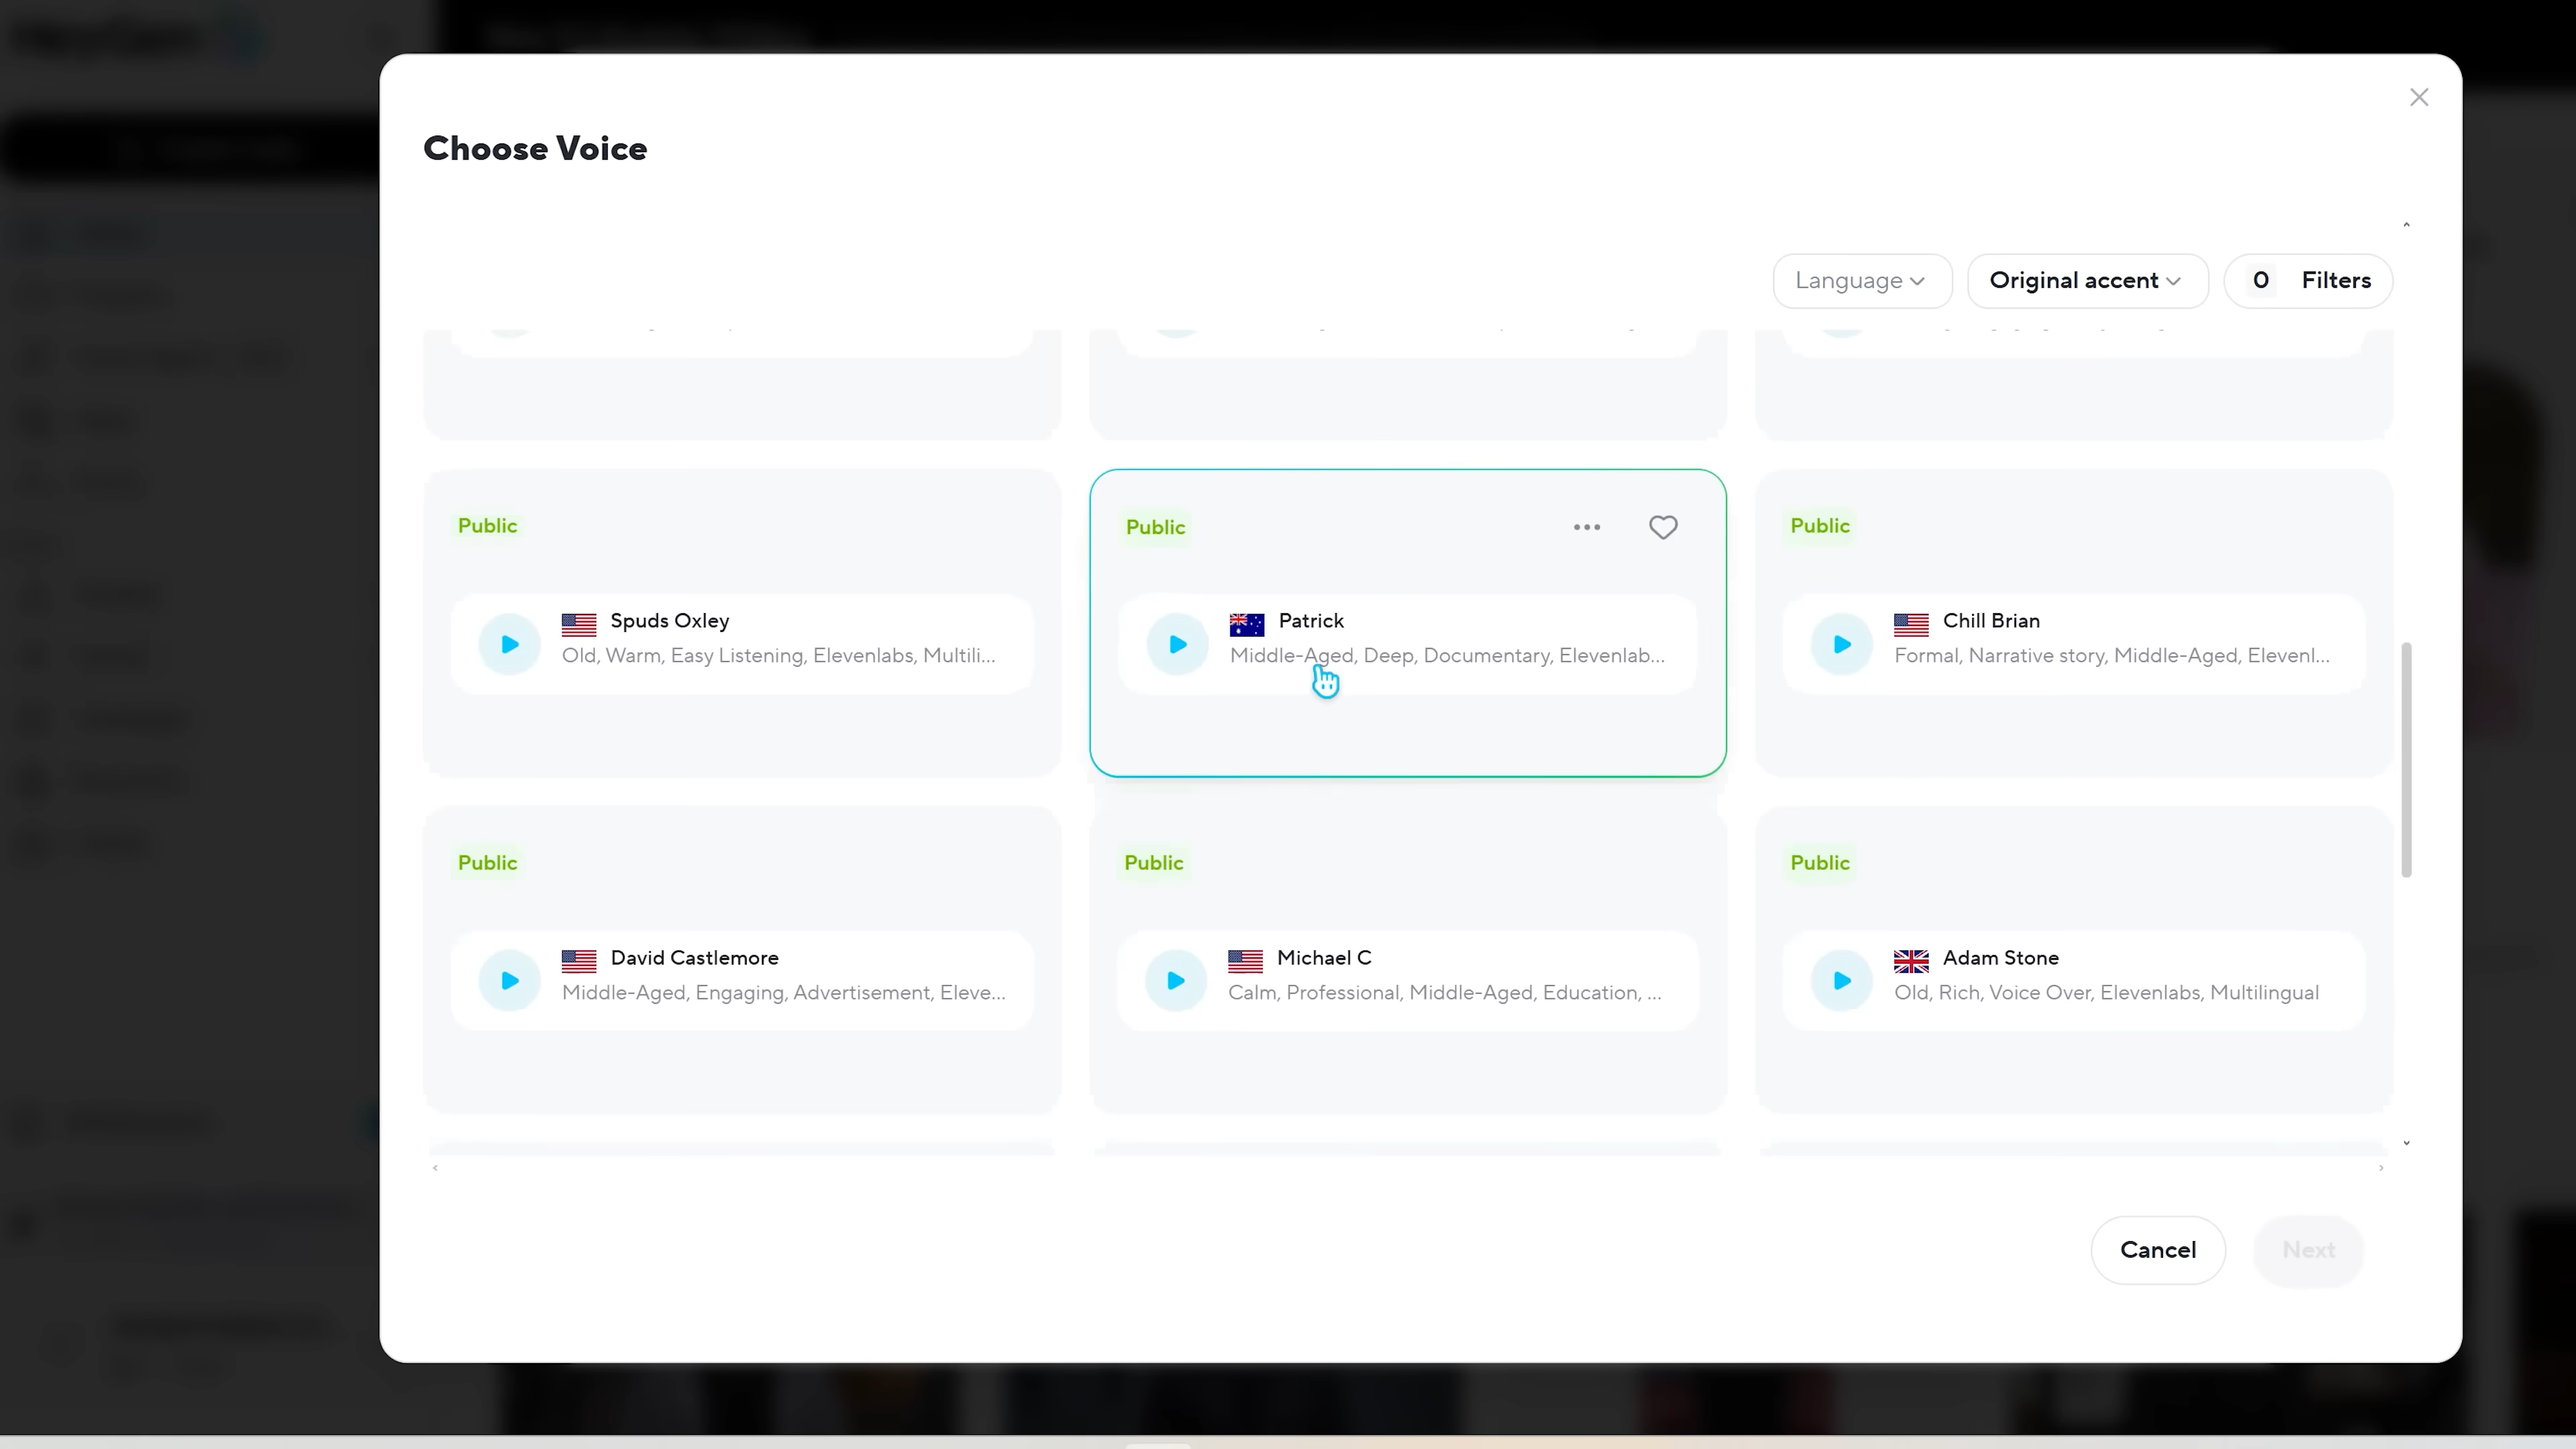 Choose Voice
Language
Original accent
0 Filters
Public
Public
Public
Spuds Oxley
Old, Warm, Easy Listening, Elevenlabs, Multili...
Patrick
Middle-Aged, Deep, Documentary, Elevenlab...
Chill Brian
Formal, Narrative story, Middle-Aged, Elevenl...
Public
Public
Public
David Castlemore
Middle-Aged, Engaging, Advertisement, Eleve...
Michael C
Calm, Professional, Middle-Aged, Education, ...
Adam Stone
Old, Rich, Voice Over, Elevenlabs, Multilingual
Cancel
Next